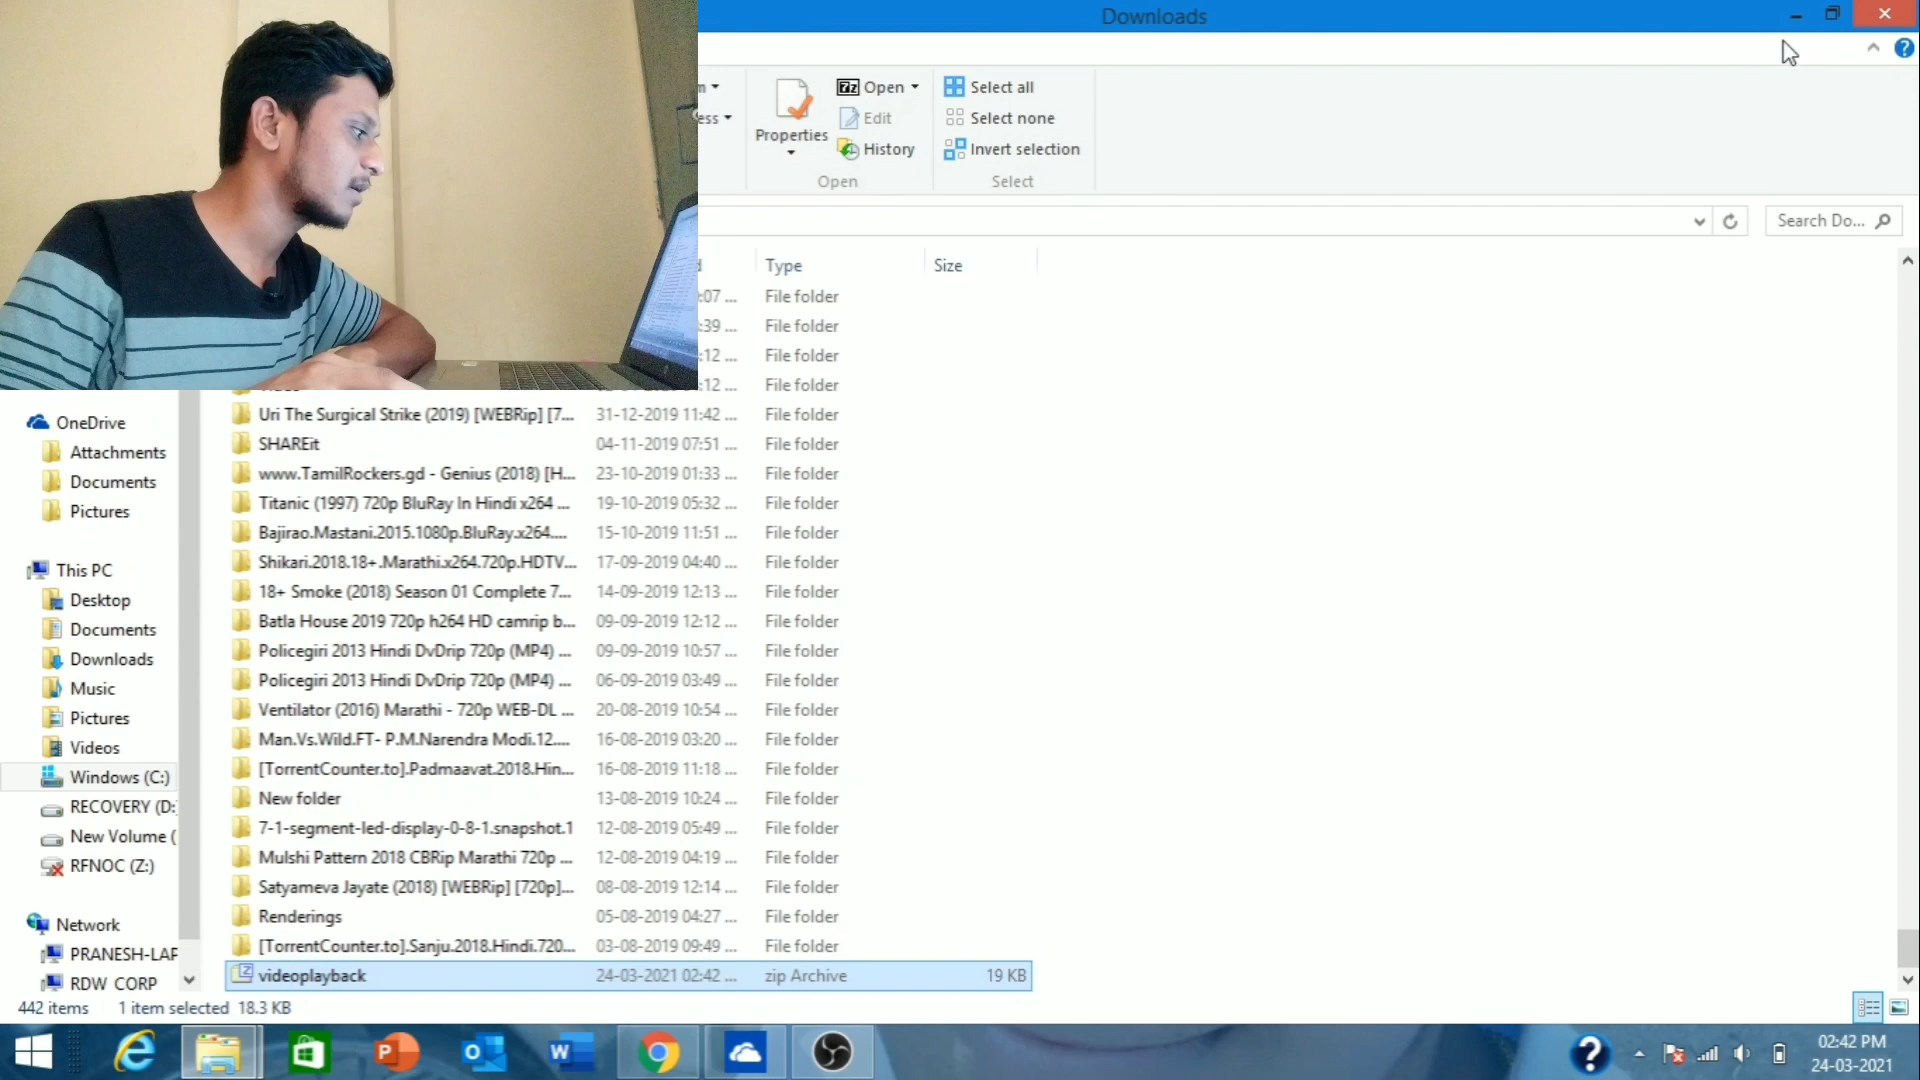 Downloads
Open
Select all
ess
Edit
Select none
Properties
History
Invert selection
Open
Select
Search Do...
Type
Size
:07 ...
File folder
:39 ...
File folder
:12 ...
File folder
:12 ...
File folder
Uri The Surgical Strike (2019) [WEBRip] [7...
31-12-2019 11:42 ...
File folder
OneDrive
SHAREit
04-11-2019 07:51 ...
File folder
Attachments
www.TamilRockers.gd - Genius (2018) [H...
23-10-2019 01:33 ...
File folder
Documents
Titanic (1997) 720p BluRay In Hindi x264 ...
19-10-2019 05:32 ...
File folder
Pictures
Bajirao.Mastani.2015.1080p.BluRay.x264....
15-10-2019 11:51 ...
File folder
Shikari.2018.18+.Marathi.x264.720p.HDTV...
17-09-2019 04:40 ...
File folder
This PC
18+ Smoke (2018) Season 01 Complete 7...
14-09-2019 12:13 ...
File folder
Desktop
Batla House 2019 720p h264 HD camrip b...
09-09-2019 12:12 ...
File folder
Documents
Policegiri 2013 Hindi DvDrip 720p (MP4) ...
09-09-2019 10:57 ...
File folder
Downloads
Policegiri 2013 Hindi DvDrip 720p (MP4) ...
06-09-2019 03:49 ...
File folder
Music
Ventilator (2016) Marathi - 720p WEB-DL ...
20-08-2019 10:54 ...
File folder
Pictures
Man.Vs.Wild.FT- P.M.Narendra Modi.12....
16-08-2019 03:20 ...
File folder
Videos
[TorrentCounter.to].Padmaavat.2018.Hin...
16-08-2019 11:18 ...
File folder
Windows (C:)
New folder
13-08-2019 10:24 ...
File folder
RECOVERY (D:
7-1-segment-led-display-0-8-1.snapshot.1
12-08-2019 05:49 ...
File folder
New Volume (
Mulshi Pattern 2018 CBRip Marathi 720p ...
12-08-2019 04:19 ...
File folder
RFNOC (Z:)
Satyameva Jayate (2018) [WEBRip] [720p]...
08-08-2019 12:14 ...
File folder
Renderings
05-08-2019 04:27 ...
File folder
Network
[TorrentCounter.to].Sanju.2018.Hindi.720...
03-08-2019 09:49 ...
File folder
PRANESH-LAP
videoplayback
24-03-2021 02:42 ...
zip Archive
19 KB
RDW CORP
442 items
1 item selected 18.3 KB
02:42 PM
24-03-2021